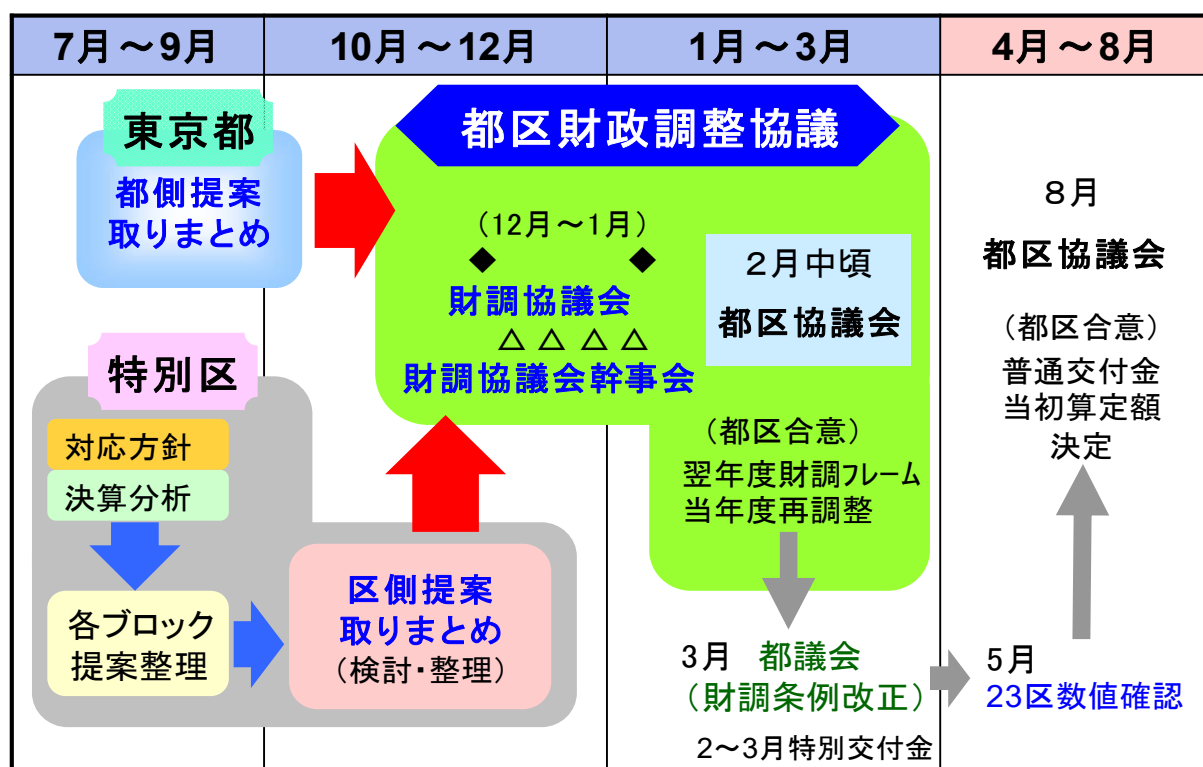 7月～9月
10月～12月
1月～3月
4月～8月
東京都
都側提案
取りまとめ
特別区
対応方針
決算分析
各ブロック
提案整理
区側提案
取りまとめ
（検討・整理）
都区財政調整協議
（12月～1月）
◆ ◆
財調協議会
△ △ △ △
財調協議会幹事会
２月中頃
都区協議会
（都区合意）
翌年度財調フレーム
当年度再調整
3月 都議会
（財調条例改正）
2～3月特別交付金
5月
23区数値確認
８月
都区協議会
（都区合意）
普通交付金
当初算定額
決定